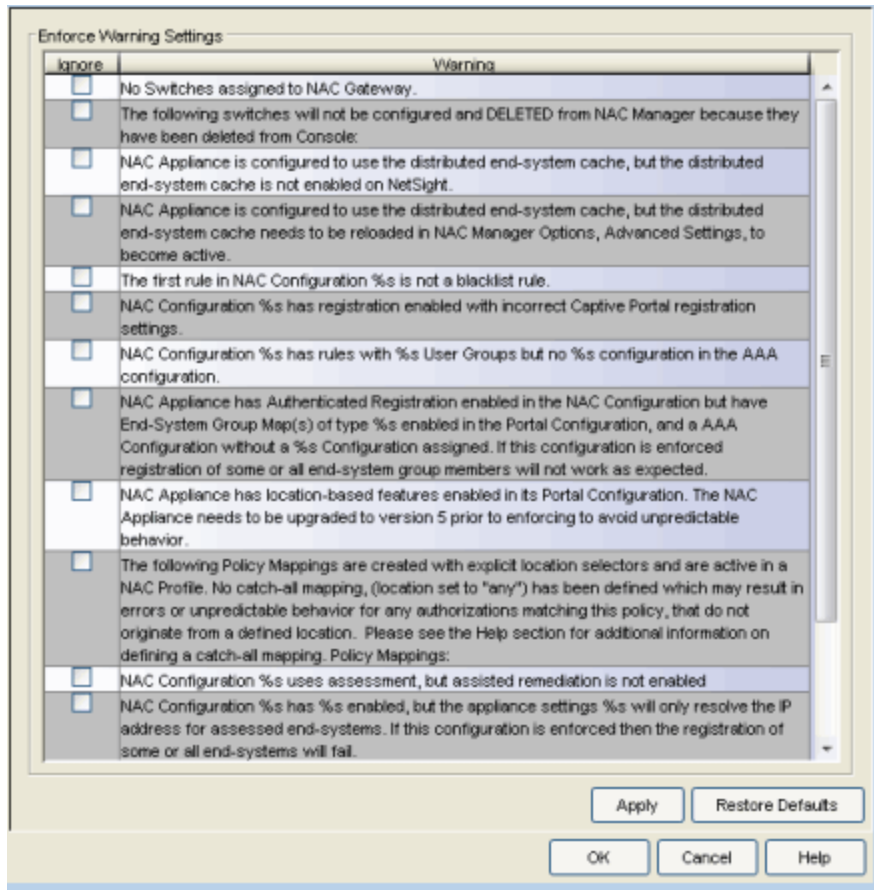 Enforce Warning Settings
Ignore Warning
No Switches assigned to NAC Gateway.
The following switches will not be configured and DELETED from NAC Manager because they
have been deleted from Console:
NAC Appliance is configured to use the distributed end-system cache, but the distributed
end-system cache is not enabled on NetSight.
NAC Appliance is configured to use the distributed end-system cache, but the distributed
end-system cache needs to be reloaded in NAC Manager Options, Advanced Settings, to
become active.
The first rule in NAC Configuration %s is not a blacklist rule.
NAC Configuration %s has registration enabled with incorrect Captive Portal registration
settings.
NAC Configuration %s has rules with %s User Groups but no %s configuration in the AAA
configuration.
NAC Appliance has Authenticated Registration enabled in the NAC Configuration but have
End-System Group Map(s) of type %s enabled in the Portal Configuration, and a AAA
Configuration without a %s Configuration assigned. If this configuration is enforced
registration of some or all end-system group members will not work as expected.
NAC Appliance has location-based features enabled in its Portal Configuration. The NAC
Appliance needs to be upgraded to version 5 prior to enforcing to avoid unpredictable
behavior.
The following Policy Mappings are created with explicit location selectors and are active in a
NAC Profile. No catch-all mapping, (location set to "any") has been defined which may result in
errors or unpredictable behavior for any authorizations matching this policy, that do not
originate from a defined location.  Please see the Help section for additional information on
defining a catch-all mapping. Policy Mappings:
NAC Configuration %s uses assessment, but assisted remediation is not enabled
NAC Configuration %s has %s enabled, but the appliance settings %s will only resolve the IP
address for assessed end-systems. If this configuration is enforced then the registration of
some or all end-systems will fail.
Apply Restore Defaults
OK Cancel Help